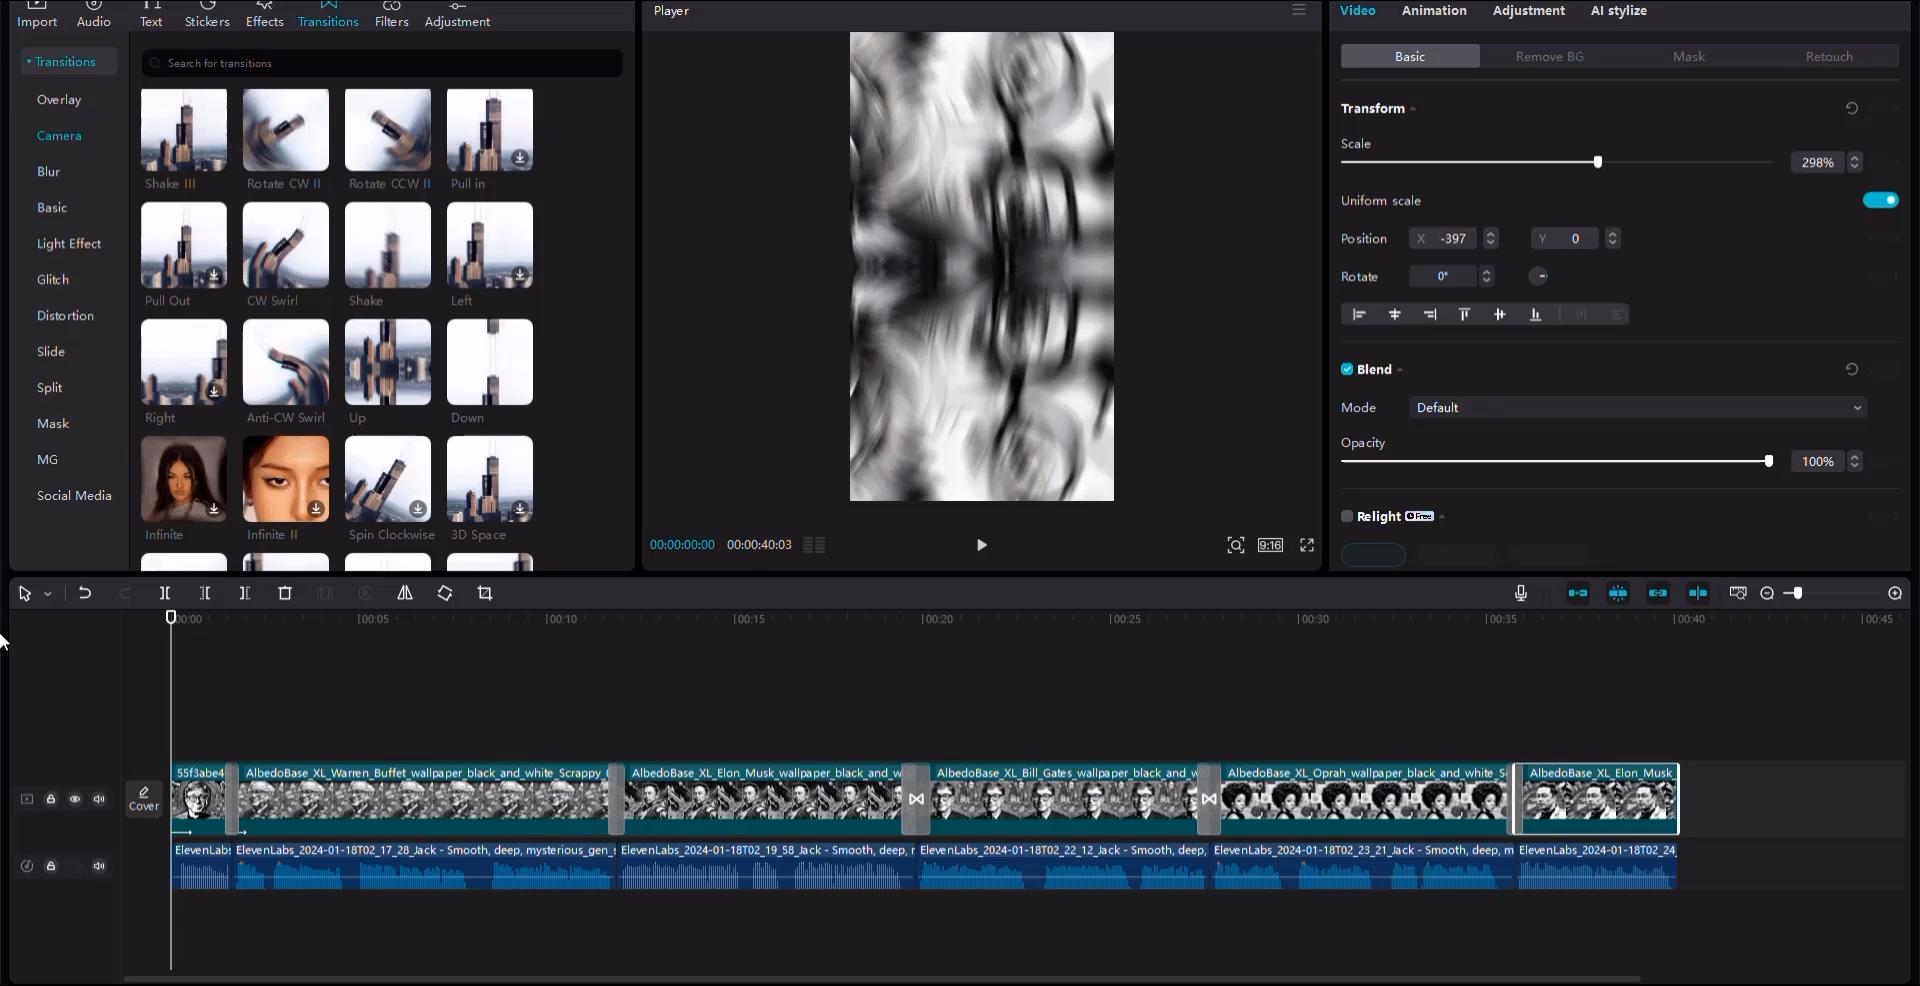 Import
Audio
Text
Stickers
Effects
Transitions
Filters
Adjustment
Transitions
Search for transitions
Overlay
Camera
Blur
Basic
Light Effect
Glitch
Distortion
Slide
Split
Mask
MG
Social Media
Shake III
Rotate CW II
Rotate CCW II
Pull in
Pull Out
CW Swirl
Shake
Left
Right
Anti-CW Swirl
Up
Down
Infinite
Infinite II
Spin Clockwise
3D Space
Player
00:00:00:00
00:00:40:03
9:16
Video
Animation
Adjustment
AI stylize
Basic
Remove BG
Mask
Retouch
Transform
Scale
298%
Uniform scale
Position
X -397
Y 0
Rotate
0°
Blend
Mode
Default
Opacity
100%
Relight Free
00:00
00:05
00:10
00:15
00:20
00:25
00:30
00:35
00:40
00:45
Cover
55f3abe4
AlbedoBase_XL_Warren_Buffet_wallpaper_black_and_white_Scrappy_
AlbedoBase_XL_Elon_Musk_wallpaper_black_and_w
AlbedoBase_XL_Bill_Gates_wallpaper_black_and_w
AlbedoBase_XL_Oprah_wallpaper_black_and_white_S
AlbedoBase_XL_Elon_Musk
ElevenLabs
ElevenLabs_2024-01-18T02_17_28_Jack - Smooth, deep, mysterious_gen_s
ElevenLabs_2024-01-18T02_19_58_Jack - Smooth, deep, r
ElevenLabs_2024-01-18T02_22_12_Jack - Smooth, deep,
ElevenLabs_2024-01-18T02_23_21_Jack - Smooth, deep, m
ElevenLabs_2024-01-18T02_24_